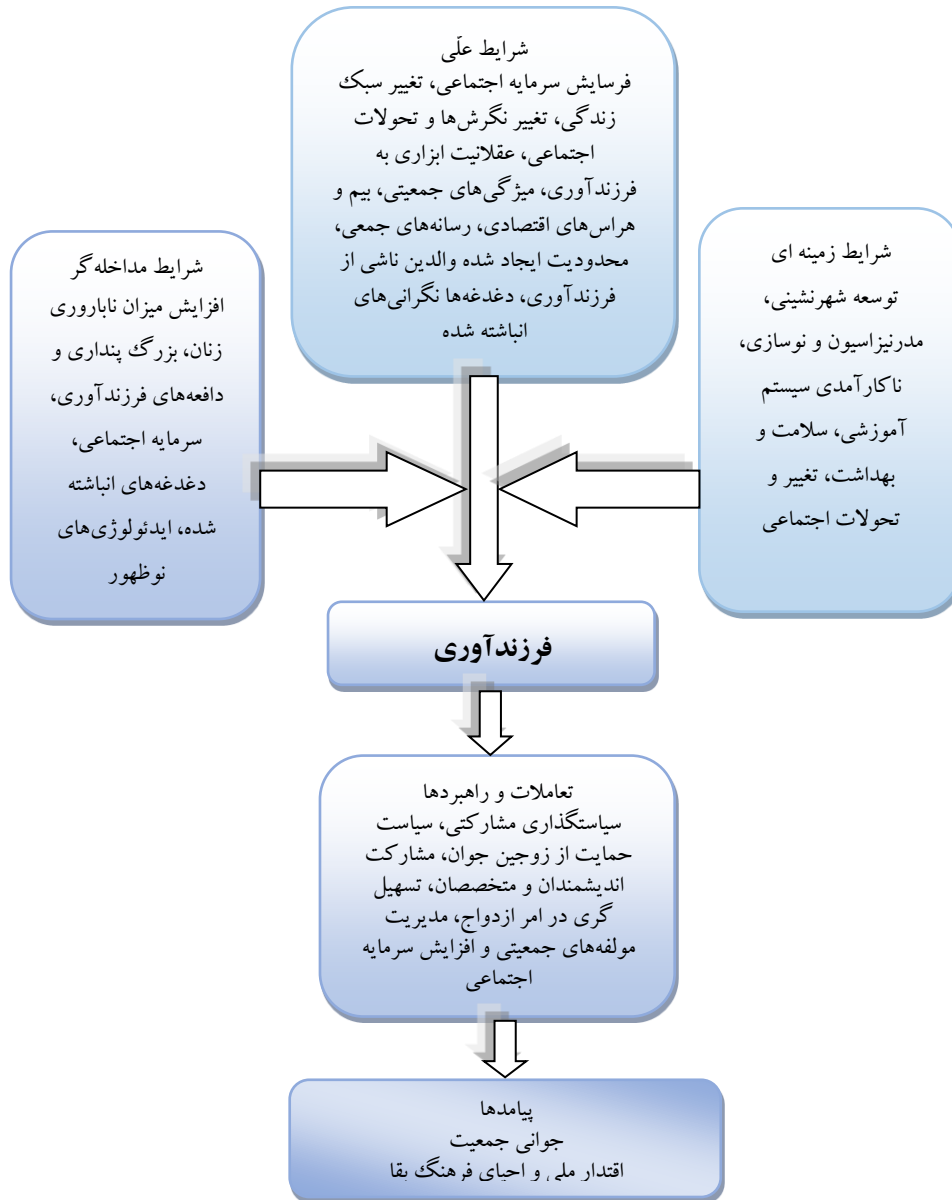 شرایط علّی
فرسایش سرمایه اجتماعی، تغییر سبک
زندگی، تغییر نگرش‌ها و تحولات
اجتماعی، عقلانیت ابزاری به
فرزندآوری، میژگی‌های جمعیتی، بیم و
هراس‌های اقتصادی، رسانه‌های جمعی،
محدودیت ایجاد شده والدین ناشی از
فرزندآوری، دغدغه‌ها نگرانی‌های
انباشته شده
شرایط زمینه ای
توسعه شهرنشینی،
مدرنیزاسیون و نوسازی،
ناکارآمدی سیستم
آموزشی، سلامت و
بهداشت، تغییر و
تحولات اجتماعی
شرایط مداخله‌گر
افزایش میزان ناباروری
زنان، بزرگ پنداری و
دافعه‌های فرزندآوری،
سرمایه اجتماعی،
دغدغه‌های انباشته
شده، ایدئولوژی‌های
نوظهور
فرزندآوری
تعاملات و راهبردها
سیاستگذاری مشارکتی، سیاست
حمایت از زوجین جوان، مشارکت
اندیشمندان و متخصصان، تسهیل
گری در امر ازدواج، مدیریت
مولفه‌های جمعیتی و افزایش سرمایه
اجتماعی
پیامدها
جوانی جمعیت
اقتدار ملی و احیای فرهنگ بقا